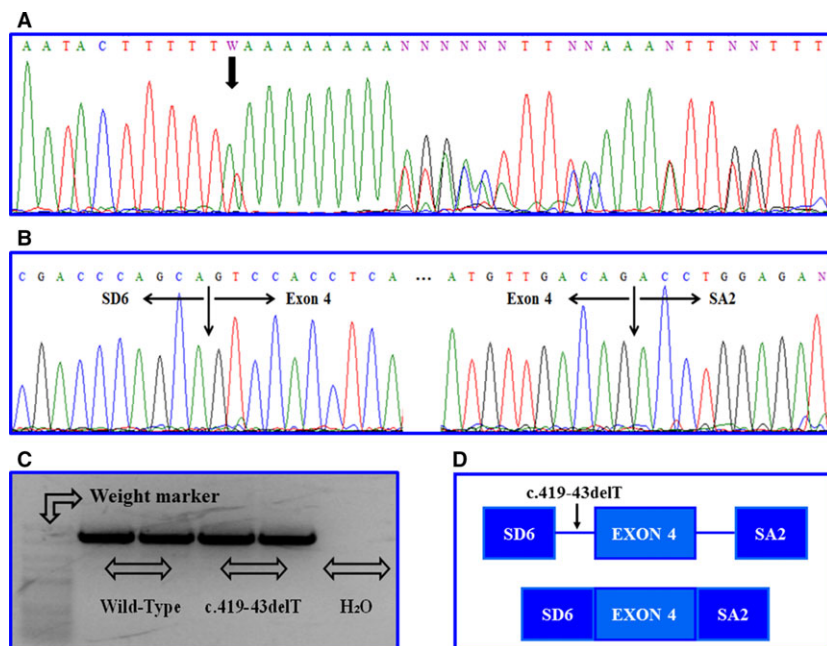 A
A A T A C T T T T T W A A A A A A A A N N N N N N T T N N A A A N T T N N T T T
B
C G A C C C A G C A G T C C A C C T C A ... A T G T T G A C A G A C C T G G A G A N
SD6 Exon 4 Exon 4 SA2
C
Weight marker
Wild-Type c.419-43delT H₂O
D
c.419-43delT
SD6 EXON 4 SA2
SD6 EXON 4 SA2